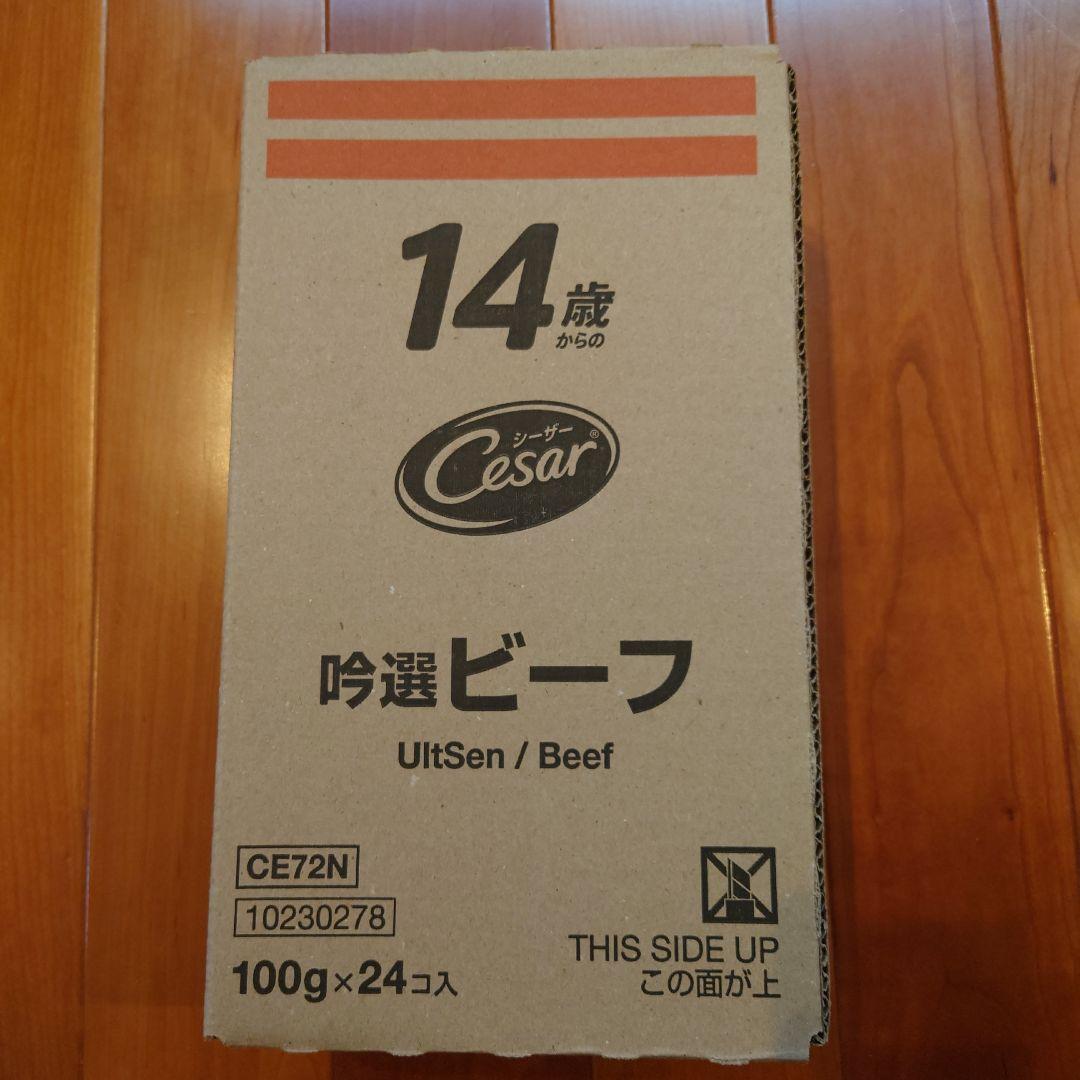 14歳
からの
シーザー
Cesar®
吟選ビーフ
UltSen / Beef
CE72N
10230278
100g×24コ入
THIS SIDE UP
この面が上